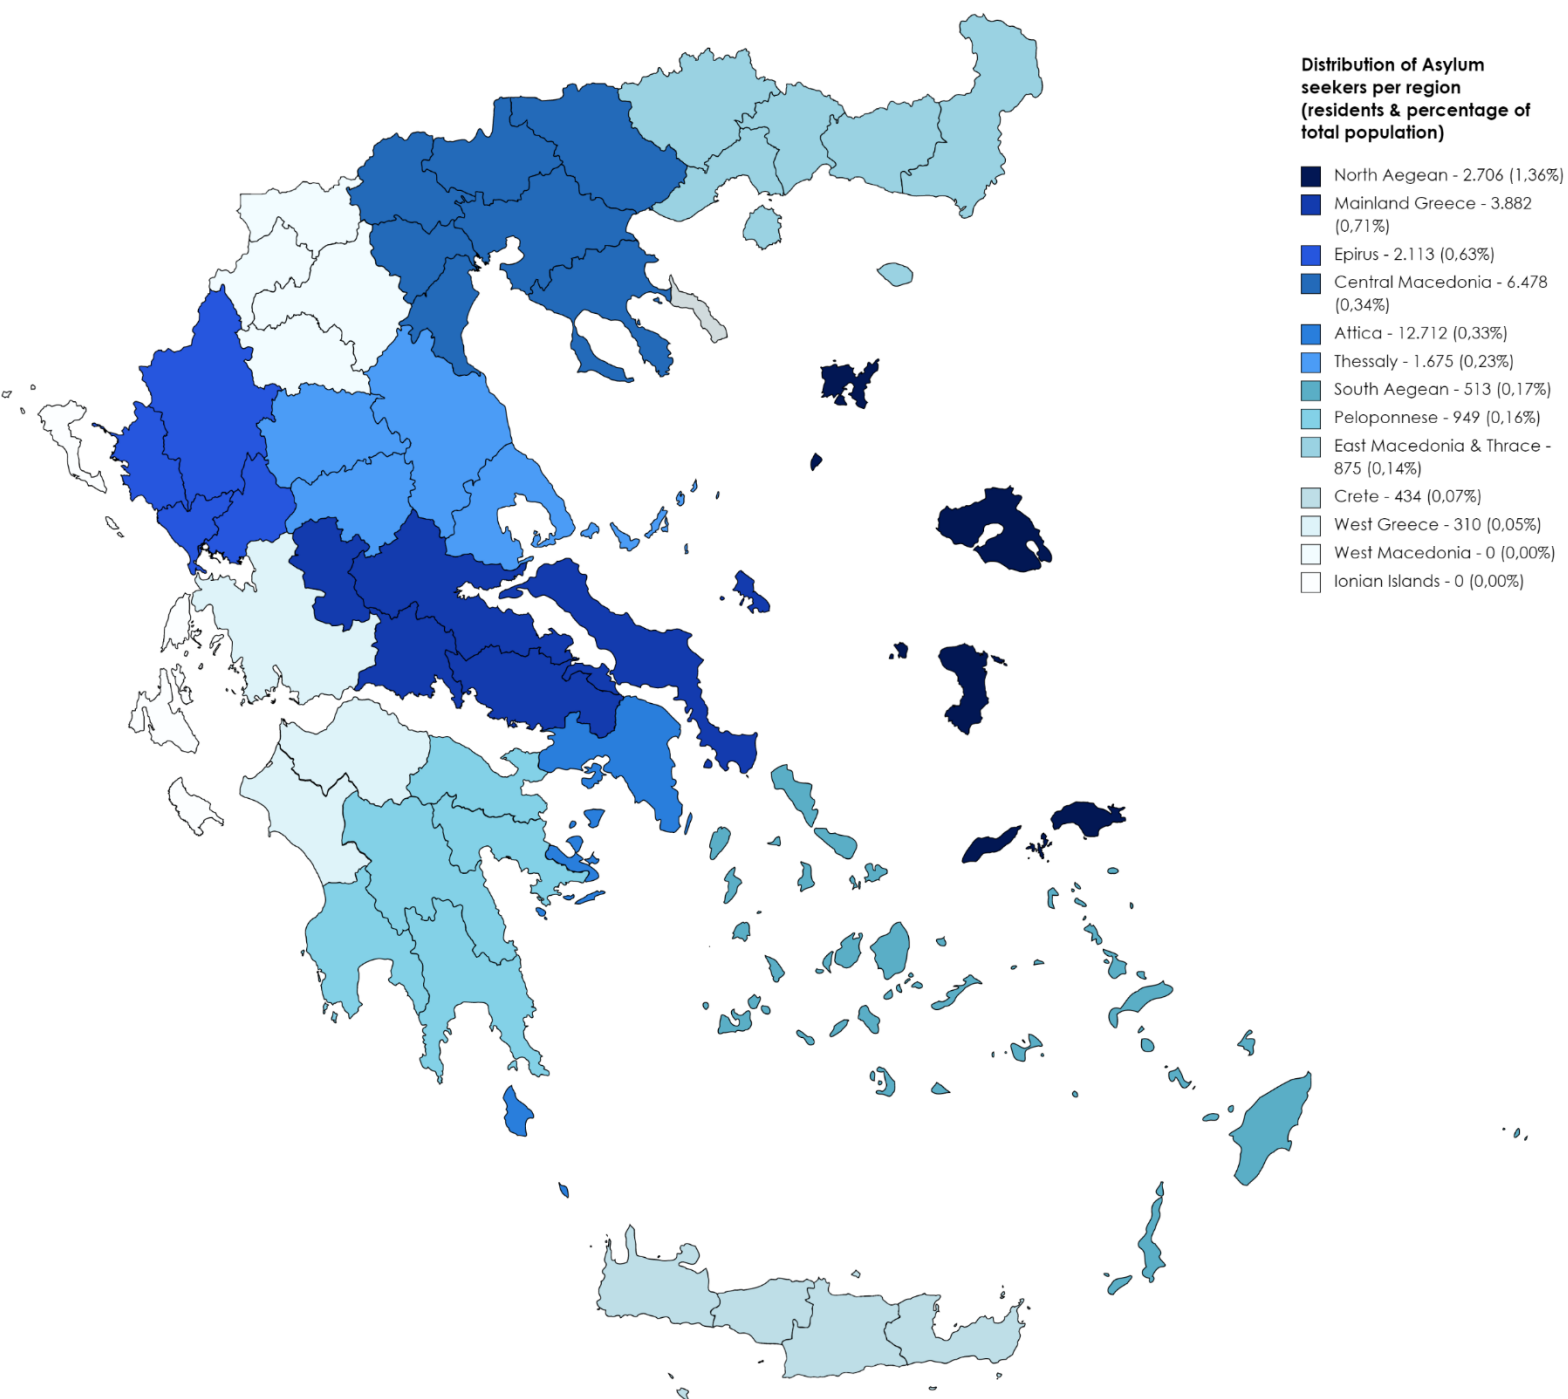 Distribution of Asylum
seekers per region
(residents & percentage of
total population)
North Aegean - 2.706 (1,36%)
Mainland Greece - 3.882
(0,71%)
Epirus - 2.113 (0,63%)
Central Macedonia - 6.478
(0,34%)
Attica - 12.712 (0,33%)
Thessaly - 1.675 (0,23%)
South Aegean - 513 (0,17%)
Peloponnese - 949 (0,16%)
East Macedonia & Thrace -
875 (0,14%)
Crete - 434 (0,07%)
West Greece - 310 (0,05%)
West Macedonia - 0 (0,00%)
Ionian Islands - 0 (0,00%)